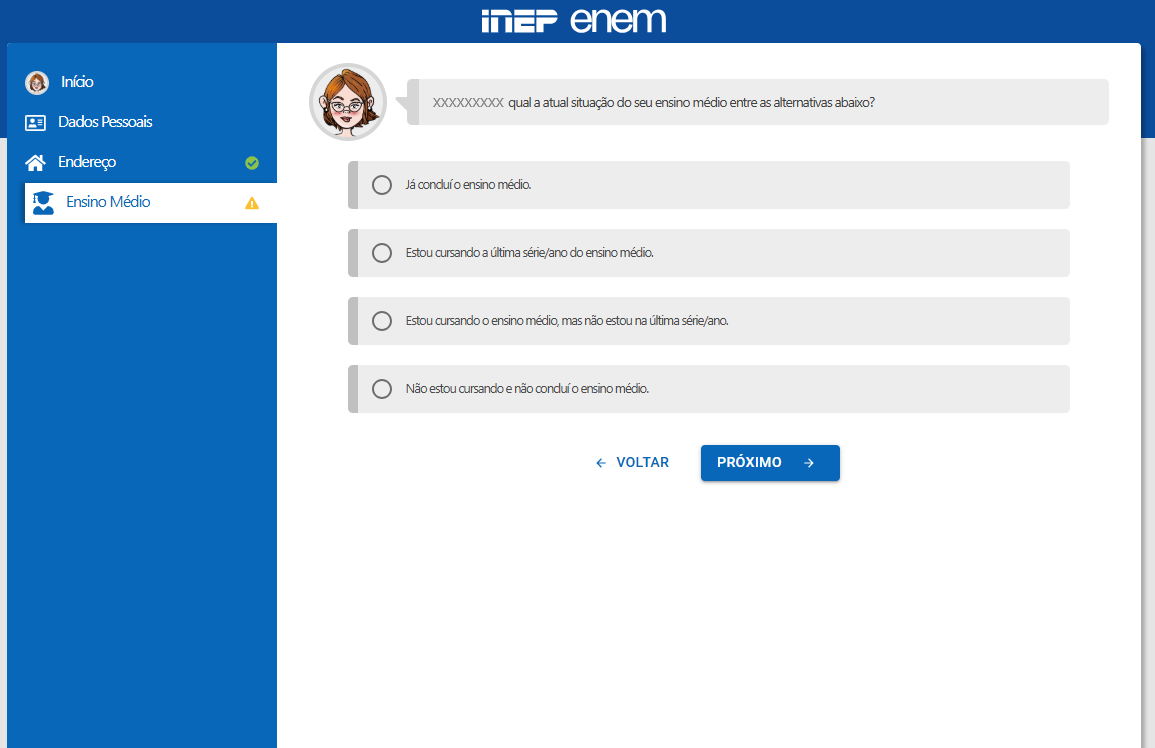 inep enem
Início
Dados Pessoais
Endereço
Ensino Médio
XXXXXXXXX qual a atual situação do seu ensino médio entre as alternativas abaixo?
Já concluí o ensino médio.
Estou cursando a última série/ano do ensino médio.
Estou cursando o ensino médio, mas não estou na última série/ano.
Não estou cursando e não concluí o ensino médio.
VOLTAR
PRÓXIMO